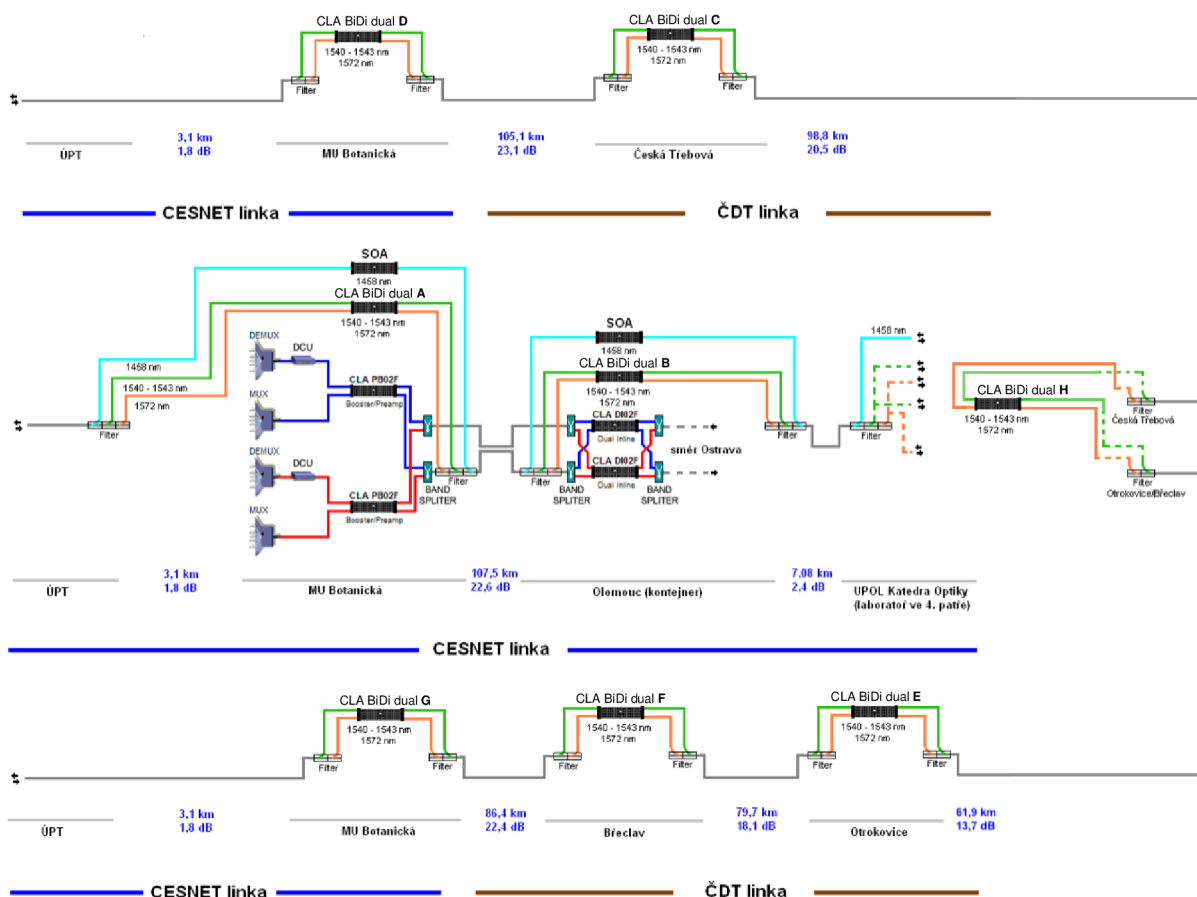 CLA BiDi dual D
1540 - 1543 nm
1572 nm
Filter
Filter
CLA BiDi dual C
1540 - 1543 nm
1572 nm
Filter
Filter
3,1 km
1,8 dB
105,1 km
23,1 dB
98,8 km
20,5 dB
ÚPT
MU Botanická
Česká Třebová
CESNET linka
ČDT linka
SOA
1458 nm
CLA BiDi dual A
1540 - 1543 nm
1572 nm
DEMUX
DCU
CLA PB02F
Booster/Preamp
MUX
DEMUX
DCU
CLA PB02F
Booster/Preamp
MUX
1458 nm
1540 - 1543 nm
1572 nm
Filter
Filter
BAND
SPLITER
SOA
1458 nm
CLA BiDi dual B
1540 - 1543 nm
1572 nm
CLA DI02F
Dual Inline
CLA DI02F
Dual Inline
směr Ostrava
Filter
BAND
SPLITER
BAND
SPLITER
Filter
1458 nm
Filter
CLA BiDi dual H
1540 - 1543 nm
1572 nm
Filter
Česká Třebová
Filter
Otrokovice/Břeclav
3,1 km
1,8 dB
107,5 km
22,6 dB
7,08 km
2,4 dB
ÚPT
MU Botanická
Olomouc (kontejner)
UPOL Katedra Optiky
(laboratoř ve 4. patře)
CESNET linka
CLA BiDi dual G
1540 - 1543 nm
1572 nm
Filter
Filter
CLA BiDi dual F
1540 - 1543 nm
1572 nm
Filter
Filter
CLA BiDi dual E
1540 - 1543 nm
1572 nm
Filter
Filter
3,1 km
1,8 dB
86,4 km
22,4 dB
79,7 km
18,1 dB
61,9 km
13,7 dB
ÚPT
MU Botanická
Břeclav
Otrokovice
CESNET linka
ČDT linka